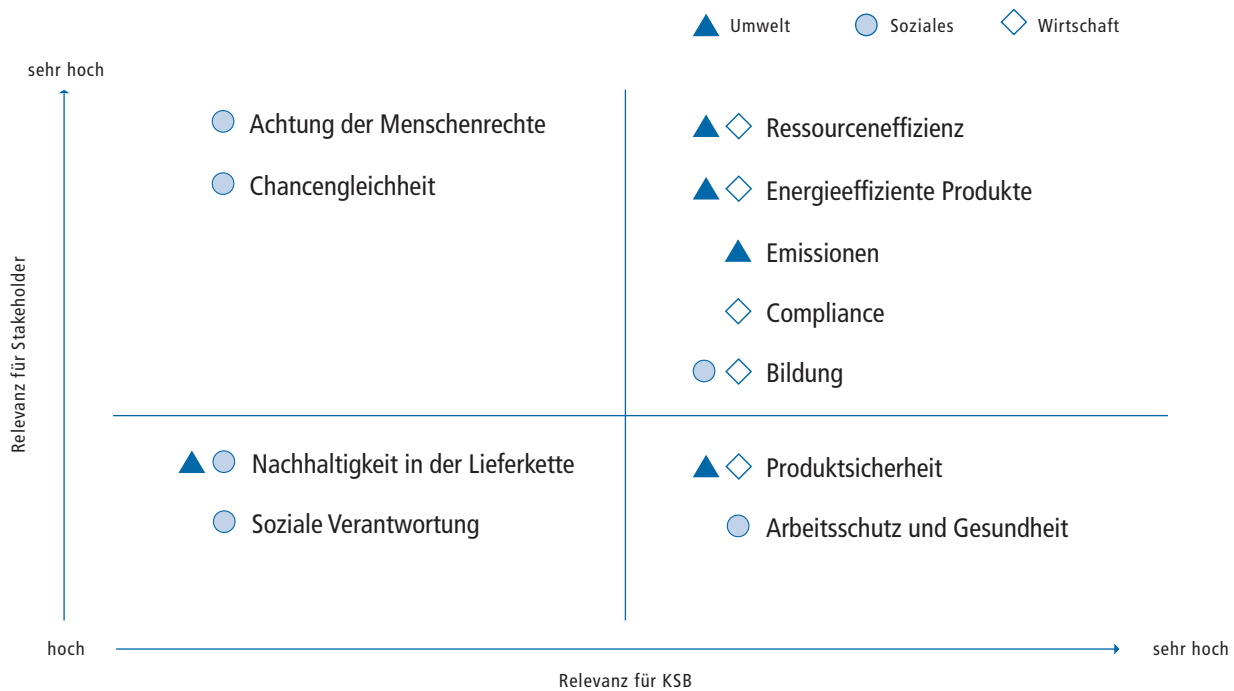 Umwelt
Soziales
Wirtschaft
sehr hoch
Relevanz für Stakeholder
Achtung der Menschenrechte
Chancengleichheit
Ressourceneffizienz
Energieeffiziente Produkte
Emissionen
Compliance
Bildung
Nachhaltigkeit in der Lieferkette
Soziale Verantwortung
Produktsicherheit
Arbeitsschutz und Gesundheit
hoch
sehr hoch
Relevanz für KSB